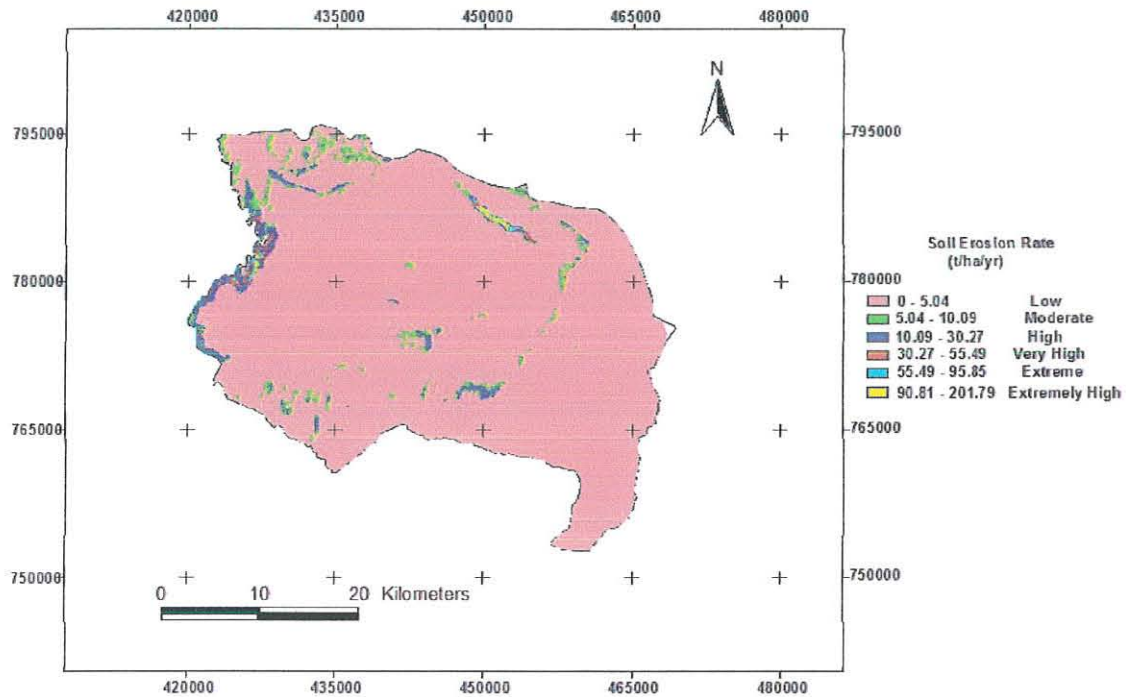 420000 435000 450000 465000 480000
N
795000 795000
Soil Erosion Rate
(t/ha/yr)
780000 780000
0 - 5.04 Low
5.04 - 10.09 Moderate
10.09 - 30.27 High
30.27 - 55.49 Very High
55.49 - 95.85 Extreme
90.81 - 201.79 Extremely High
765000 765000
750000 750000
0 10 20 Kilometers
420000 435000 450000 465000 480000